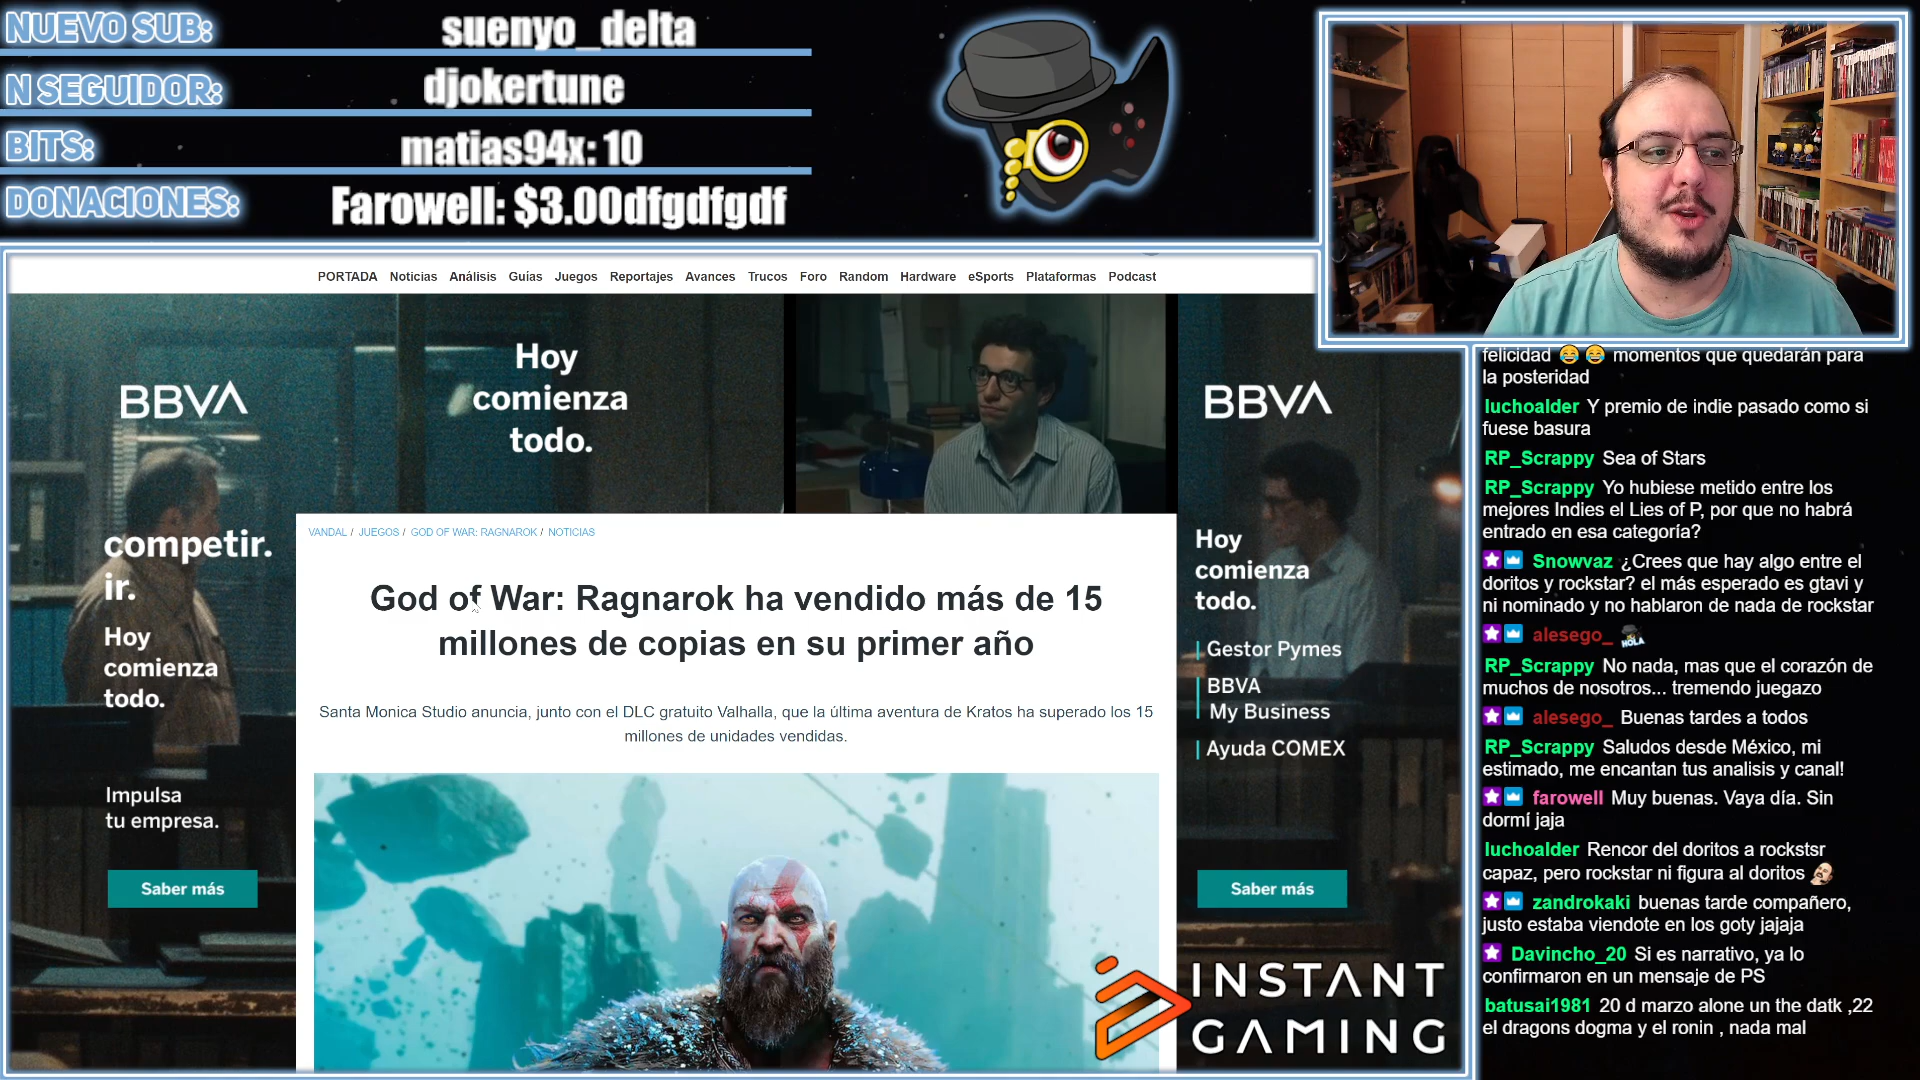 NUEVO SUB:
suenyo_delta
N SEGUIDOR:
djokertune
BITS:
matias94x: 10
DONACIONES:
Farowell: $3.00dfgdfgdf
PORTADA Noticias Análisis Guías Juegos Reportajes Avances Trucos Foro Random Hardware eSports Plataformas Podcast
BBVA
competir.
ir.
Hoy
comienza
todo.
Impulsa
tu empresa.
Saber más
Hoy
comienza
todo.
BBVA
Hoy
comienza
todo.
Gestor Pymes
BBVA
My Business
Ayuda COMEX
Saber más
VANDAL / JUEGOS / GOD OF WAR: RAGNAROK / NOTICIAS
God of War: Ragnarok ha vendido más de 15
millones de copias en su primer año
Santa Monica Studio anuncia, junto con el DLC gratuito Valhalla, que la última aventura de Kratos ha superado los 15
millones de unidades vendidas.
INSTANT
GAMING
felicidad 😂 😂 momentos que quedarán para
la posteridad
luchoalder Y premio de indie pasado como si
fuese basura
RP_Scrappy Sea of Stars
RP_Scrappy Yo hubiese metido entre los
mejores Indies el Lies of P, por que no habrá
entrado en esa categoría?
Snowvaz ¿Crees que hay algo entre el
doritos y rockstar? el más esperado es gtavi y
ni nominado y no hablaron de nada de rockstar
alesego_ HOLA
RP_Scrappy No nada, mas que el corazón de
muchos de nosotros... tremendo juegazo
alesego_ Buenas tardes a todos
RP_Scrappy Saludos desde México, mi
estimado, me encantan tus analisis y canal!
farowell Muy buenas. Vaya día. Sin
dormí jaja
luchoalder Rencor del doritos a rockstsr
capaz, pero rockstar ni figura al doritos
zandrokaki buenas tarde compañero,
justo estaba viendote en los goty jajaja
Davincho_20 Si es narrativo, ya lo
confirmaron en un mensaje de PS
batusai1981 20 d marzo alone un the datk ,22
el dragons dogma y el ronin , nada mal